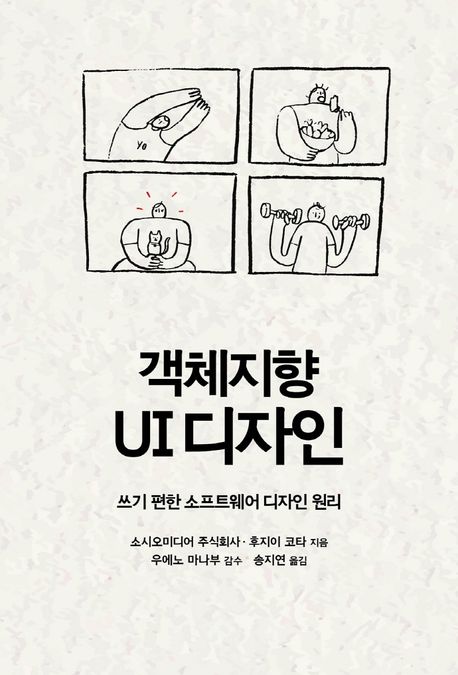 Yo
객체지향
UI 디자인
쓰기 편한 소프트웨어 디자인 원리
소시오미디어 주식회사 · 후지이 코타 지음
우에노 마나부 감수 송지연 옮김